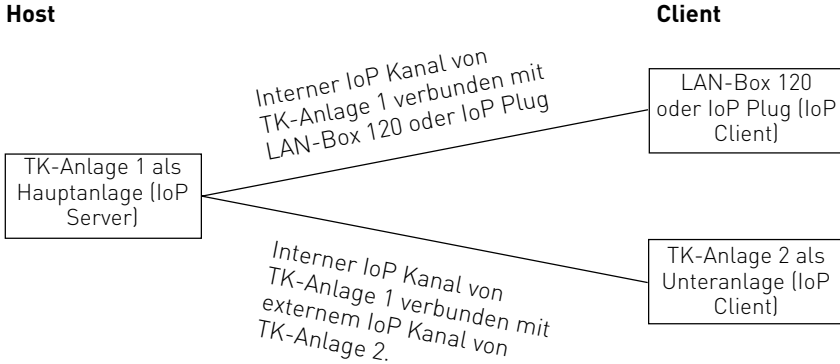 Host
Client
Interner IoP Kanal von
TK-Anlage 1 verbunden mit
LAN-Box 120 oder IoP Plug
LAN-Box 120
oder IoP Plug (IoP
Client)
TK-Anlage 1 als
Hauptanlage (IoP
Server)
Interner IoP Kanal von
TK-Anlage 1 verbunden mit
externem IoP Kanal von
TK-Anlage 2.
TK-Anlage 2 als
Unteranlage (IoP
Client)